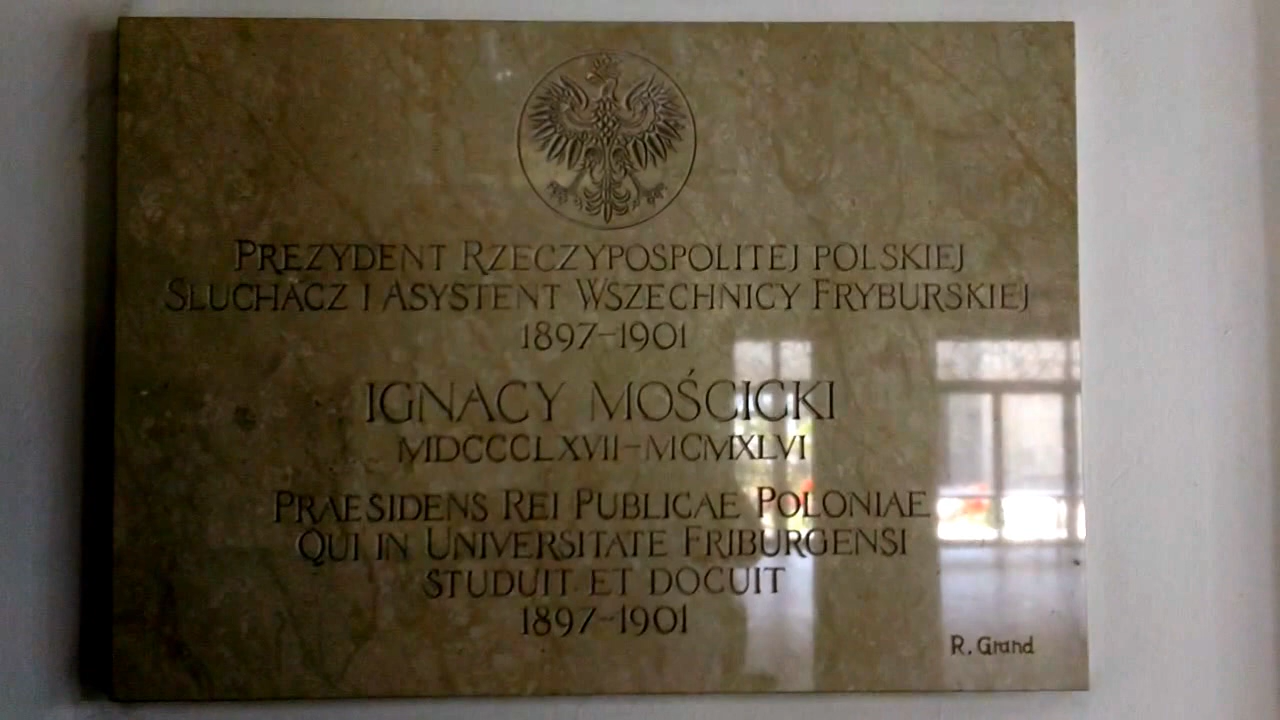 PREZYDENT RZECZYPOSPOLITEJ POLSKIEJ
SŁUCHACZ I ASYSTENT WSZECHNICY FRYBURSKIEJ
1897-1901
IGNACY MOŚCICKI
MDCCCLXVII-MCMXLVI
PRAESIDENS REI PUBLICAE POLONIAE
QUI IN UNIVERSITATE FRIBURGENSI
STUDUIT ET DOCUIT
1897-1901
R. Grand